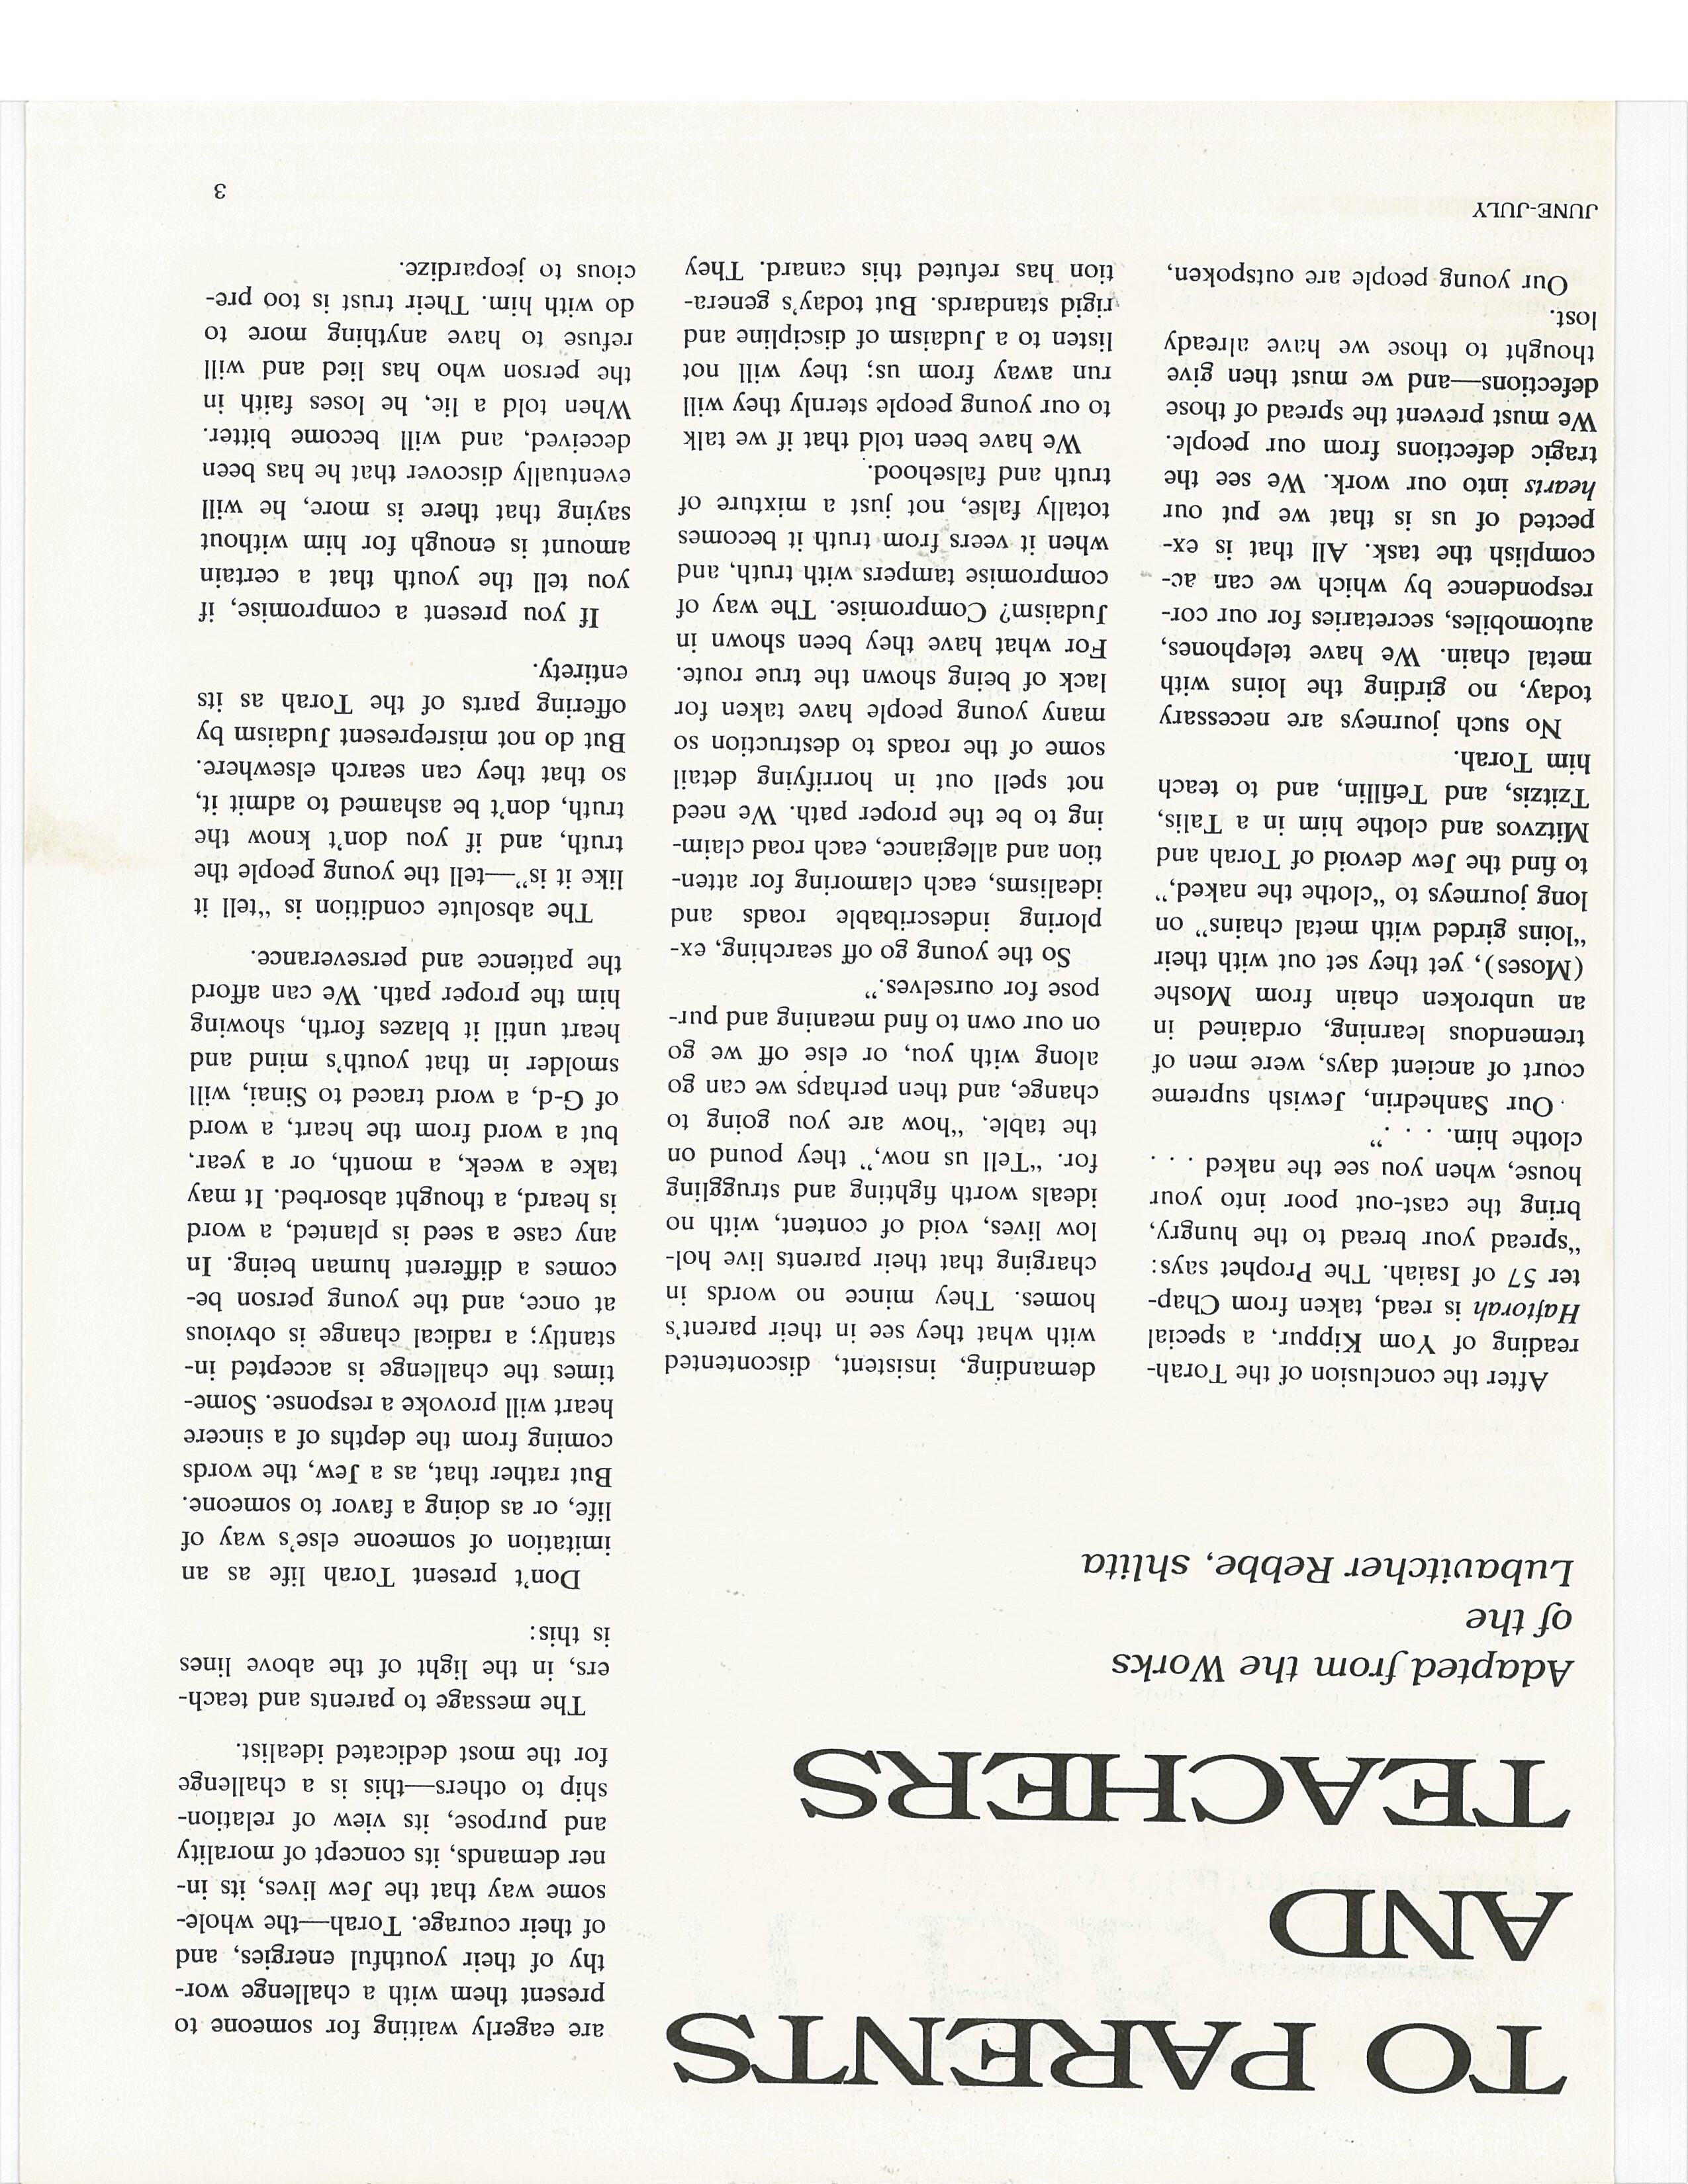 TO PARENTS
AND
TEACHERS
Adapted from the Works
of the
Lubavitcher Rebbe, shlita
After the conclusion of the Torah-
reading of Yom Kippur, a special
Haftorah is read, taken from Chap-
ter 57 of Isaiah. The Prophet says:
“spread your bread to the hungry,
bring the cast-out poor into your
house, when you see the naked . . .
clothe him. . . .”
Our Sanhedrin, Jewish supreme
court of ancient days, were men of
tremendous learning, ordained in
an unbroken chain from Moshe
(Moses), yet they set out with their
“loins girded with metal chains” on
long journeys to “clothe the naked,”
to find the Jew devoid of Torah and
Mitzvos and clothe him in a Talis,
Tzitzis, and Tefillin, and to teach
him Torah.
No such journeys are necessary
today, no girding the loins with
metal chain. We have telephones,
automobiles, secretaries for our cor-
respondence by which we can ac-
complish the task. All that is ex-
pected of us is that we put our
hearts into our work. We see the
tragic defections from our people.
We must prevent the spread of those
defections—and we must then give
thought to those we have already
lost.
Our young people are outspoken,
demanding, insistent, discontented
with what they see in their parent’s
homes. They mince no words in
charging that their parents live hol-
low lives, void of content, with no
ideals worth fighting and struggling
for. “Tell us now,” they pound on
the table, “how are you going to
change, and then perhaps we can go
along with you, or else off we go
on our own to find meaning and pur-
pose for ourselves.”
So the young go off searching, ex-
ploring indescribable roads and
idealisms, each clamoring for atten-
tion and allegiance, each road claim-
ing to be the proper path. We need
not spell out in horrifying detail
some of the roads to destruction so
many young people have taken for
lack of being shown the true route.
For what have they been shown in
Judaism? Compromise. The way of
compromise tampers with truth, and
when it veers from truth it becomes
totally false, not just a mixture of
truth and falsehood.
We have been told that if we talk
to our young people sternly they will
run away from us; they will not
listen to a Judaism of discipline and
rigid standards. But today’s genera-
tion has refuted this canard. They
are eagerly waiting for someone to
present them with a challenge wor-
thy of their youthful energies, and
of their courage. Torah—the whole-
some way that the Jew lives, its in-
ner demands, its concept of morality
and purpose, its view of relation-
ship to others—this is a challenge
for the most dedicated idealist.
The message to parents and teach-
ers, in the light of the above lines
is this:
Don’t present Torah life as an
imitation of someone else’s way of
life, or as doing a favor to someone.
But rather that, as a Jew, the words
coming from the depths of a sincere
heart will provoke a response. Some-
times the challenge is accepted in-
stantly; a radical change is obvious
at once, and the young person be-
comes a different human being. In
any case a seed is planted, a word
is heard, a thought absorbed. It may
take a week, a month, or a year,
but a word from the heart, a word
of G-d, a word traced to Sinai, will
smolder in that youth’s mind and
heart until it blazes forth, showing
him the proper path. We can afford
the patience and perseverance.
The absolute condition is “tell it
like it is”—tell the young people the
truth, and if you don’t know the
truth, don’t be ashamed to admit it,
so that they can search elsewhere.
But do not misrepresent Judaism by
offering parts of the Torah as its
entirety.
If you present a compromise, if
you tell the youth that a certain
amount is enough for him without
saying that there is more, he will
eventually discover that he has been
deceived, and will become bitter.
When told a lie, he loses faith in
the person who has lied and will
refuse to have anything more to
do with him. Their trust is too pre-
cious to jeopardize.
JUNE-JULY
3